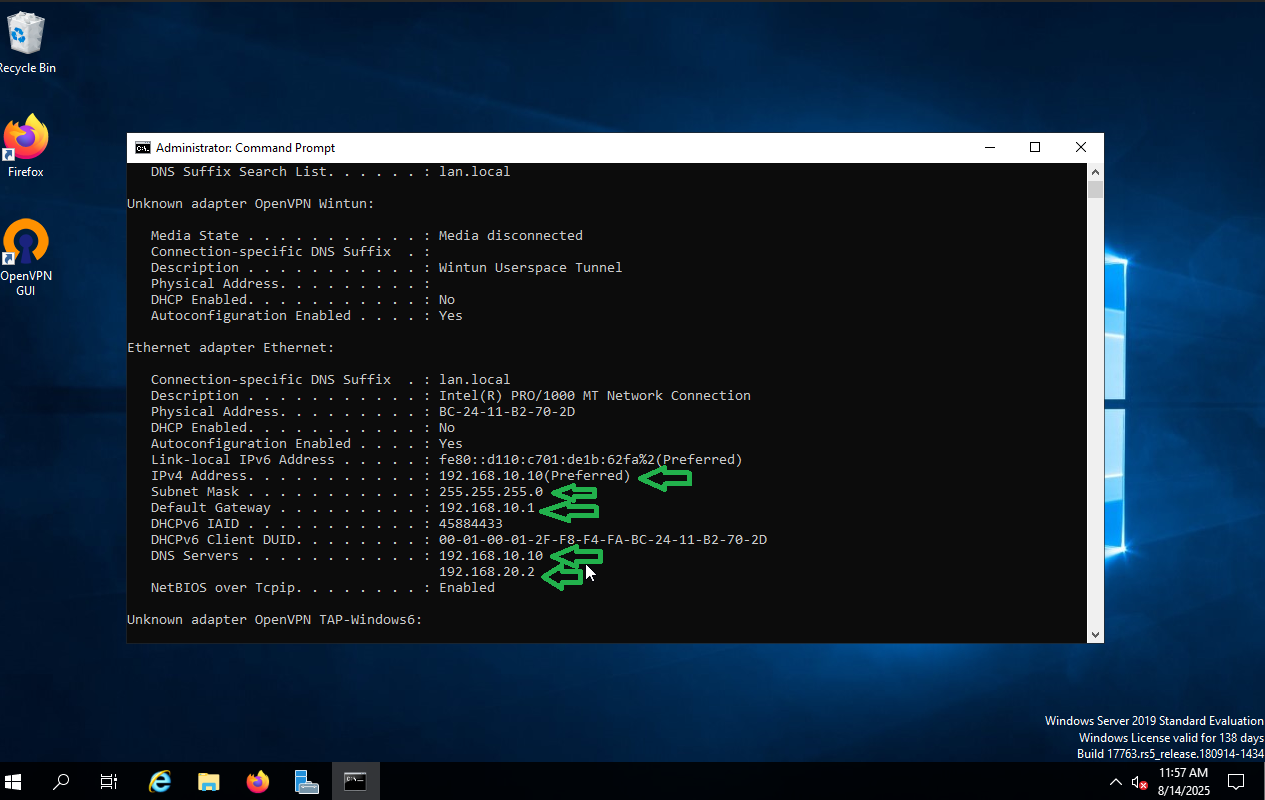 Recycle Bin
Firefox
OpenVPN
GUI
Administrator: Command Prompt
DNS Suffix Search List. . . . . . : lan.local
Unknown adapter OpenVPN Wintun:
Media State . . . . . . . . . . . : Media disconnected
Connection-specific DNS Suffix  . :
Description . . . . . . . . . . . : Wintun Userspace Tunnel
Physical Address. . . . . . . . . :
DHCP Enabled. . . . . . . . . . . : No
Autoconfiguration Enabled . . . . : Yes
Ethernet adapter Ethernet:
Connection-specific DNS Suffix  . : lan.local
Description . . . . . . . . . . . : Intel(R) PRO/1000 MT Network Connection
Physical Address. . . . . . . . . : BC-24-11-B2-70-2D
DHCP Enabled. . . . . . . . . . . : No
Autoconfiguration Enabled . . . . : Yes
Link-local IPv6 Address . . . . . : fe80::d110:c701:de1b:62fa%2(Preferred)
IPv4 Address. . . . . . . . . . . : 192.168.10.10(Preferred)
Subnet Mask . . . . . . . . . . . : 255.255.255.0
Default Gateway . . . . . . . . . : 192.168.10.1
DHCPv6 IAID . . . . . . . . . . . : 45884433
DHCPv6 Client DUID. . . . . . . . : 00-01-00-01-2F-F8-F4-FA-BC-24-11-B2-70-2D
DNS Servers . . . . . . . . . . . : 192.168.10.10
192.168.20.2
NetBIOS over Tcpip. . . . . . . . : Enabled
Unknown adapter OpenVPN TAP-Windows6:
Windows Server 2019 Standard Evaluation
Windows License valid for 138 days
Build 17763.rs5_release.180914-1434
11:57 AM
8/14/2025